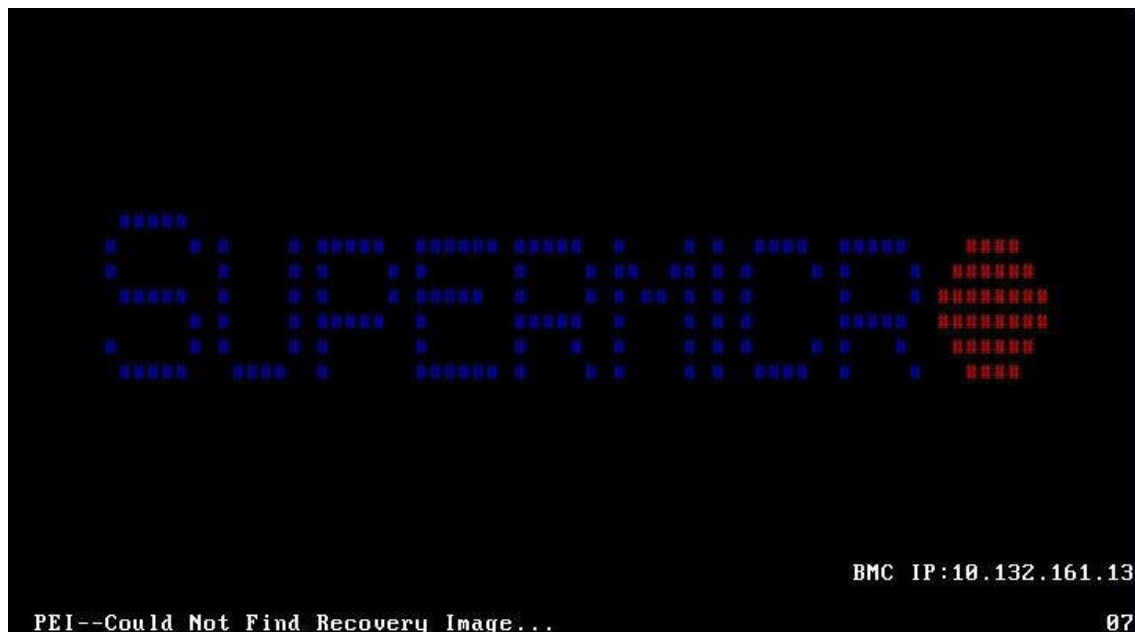 SUPERMICRO
BMC IP:10.132.161.13
PEI--Could Not Find Recovery Image...
07